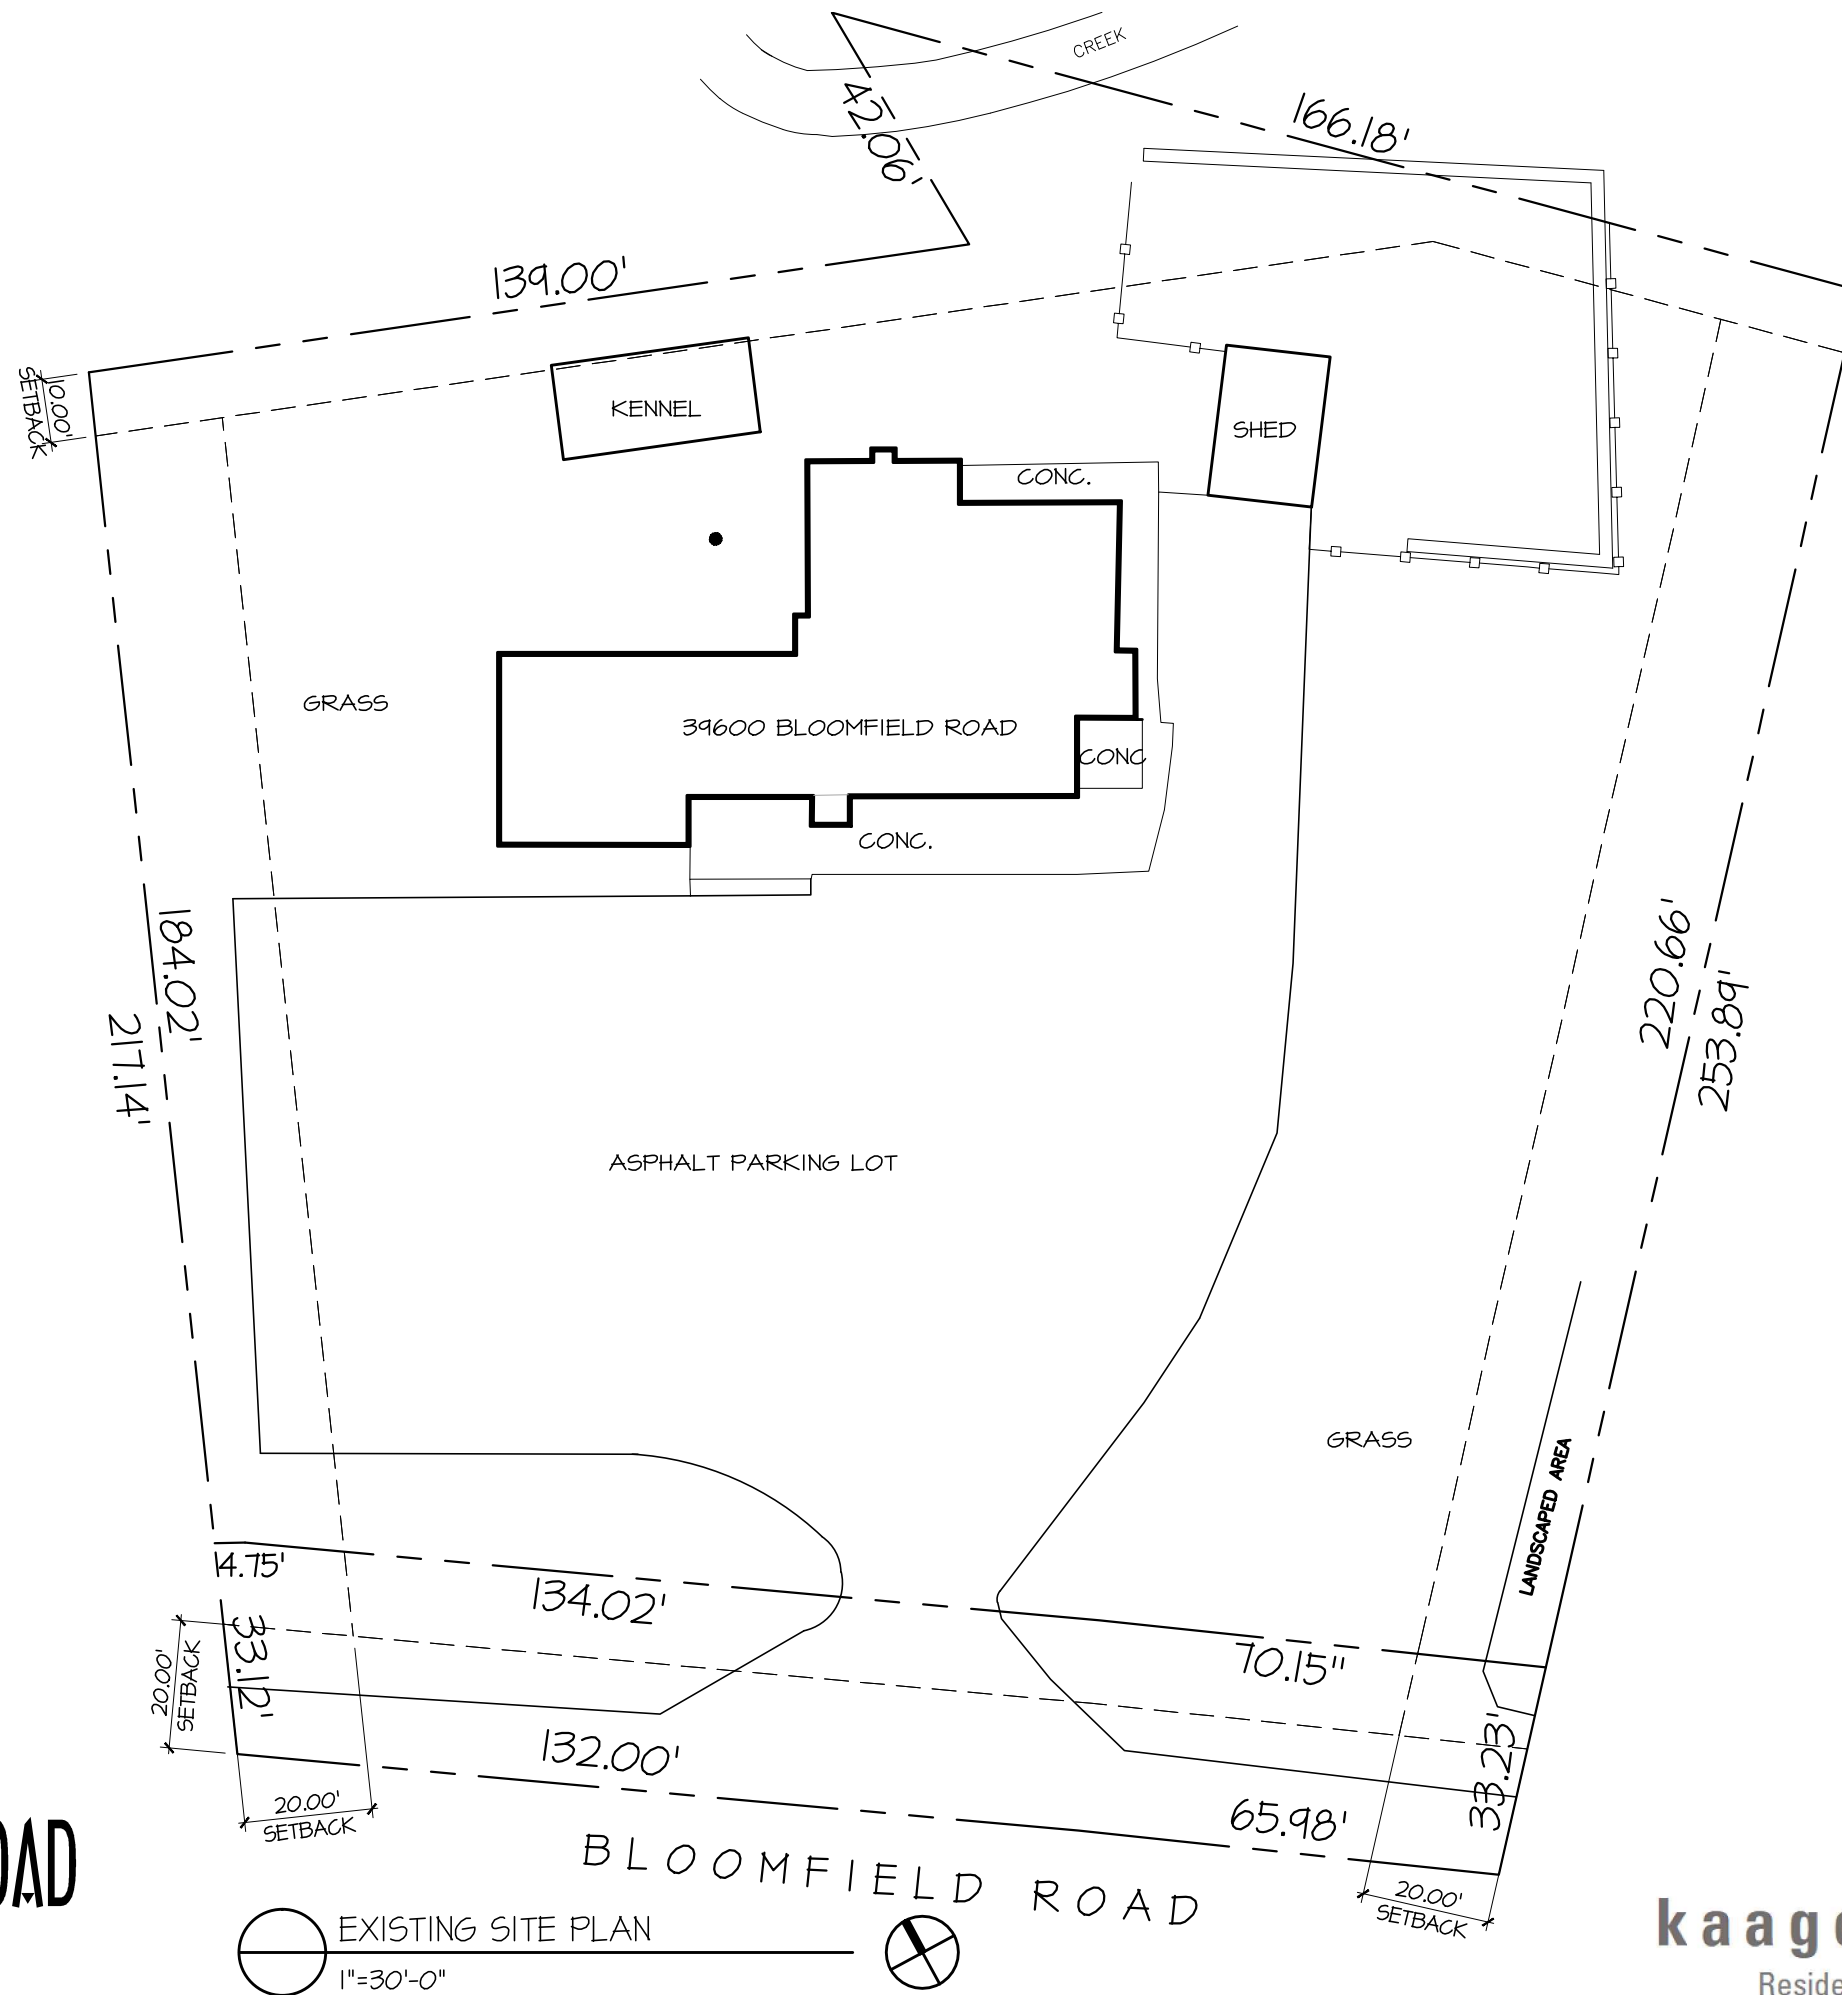 CREEK
166.18'
42.06'
139.00'
10.00'
SETBACK
KENNEL
SHED
CONC.
GRASS
39600 BLOOMFIELD ROAD
CONC
CONC.
184.02'
217.14'
220.66'
253.89'
ASPHALT PARKING LOT
GRASS
LANDSCAPED AREA
14.75'
134.02'
70.15"
33.12'
20.00'
SETBACK
132.00'
65.98'
33.23'
20.00'
SETBACK
BLOOMFIELD ROAD
20.00'
SETBACK
EXISTING SITE PLAN
1"=30'-0"